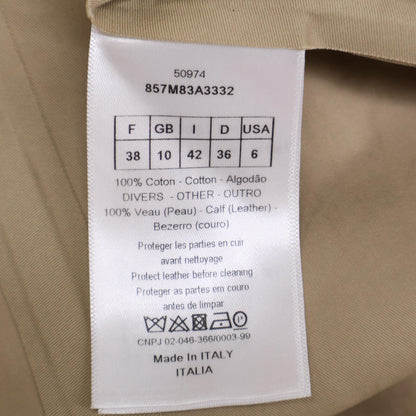 50974
857M83A3332
F GB I D USA
38 10 42 36 6
100% Coton - Cotton - Algodão
DIVERS - OTHER - OUTRO
100% Veau (Peau) - Calf (Leather) -
Bezerro (couro)
Protéger les parties en cuir
avant nettoyage
Protect leather before cleaning
Proteger as partes em couro
antes de limpar
P
CNPJ 02-046-366/0003-99
Made In ITALY
ITALIA